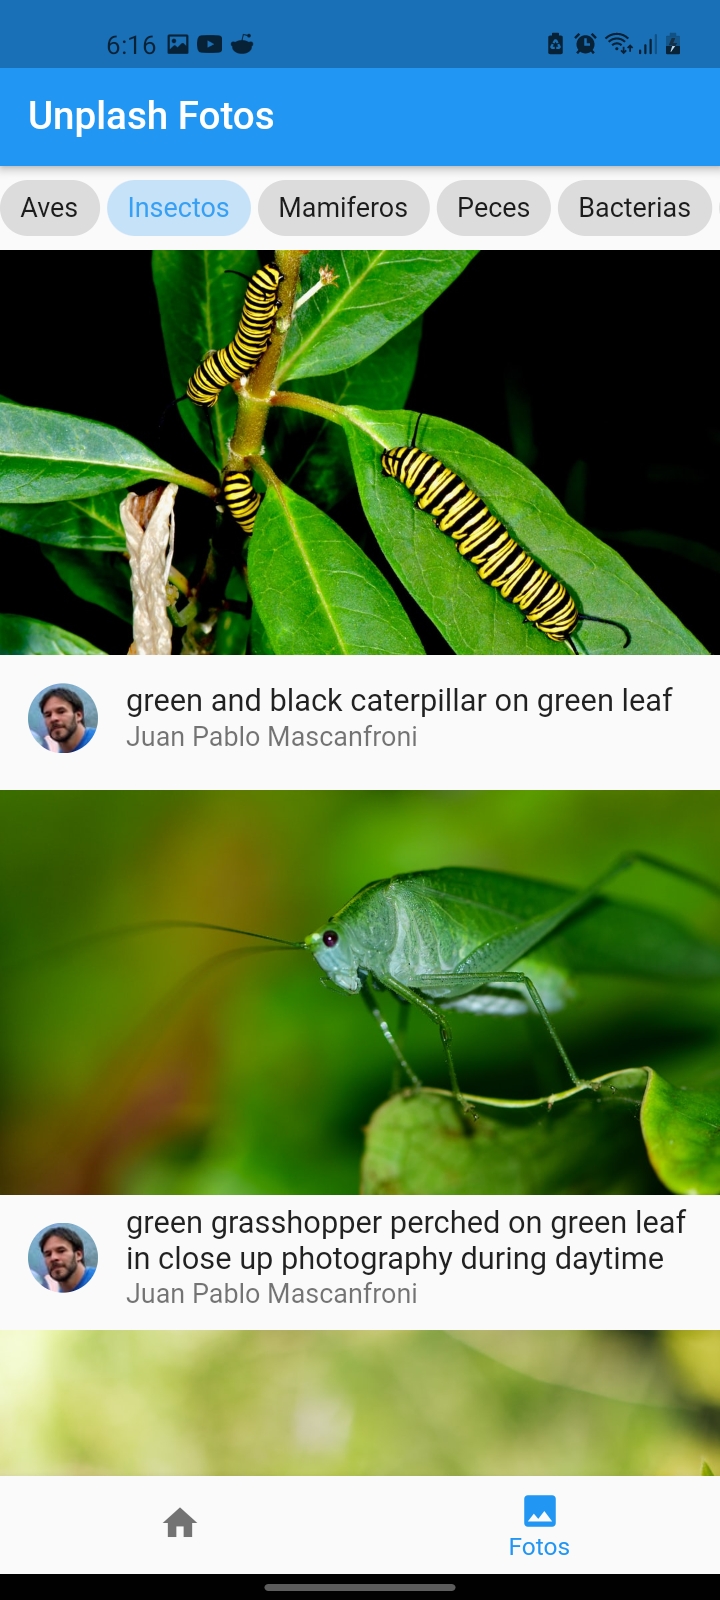 6:16
Unplash Fotos
Aves Insectos Mamiferos Peces Bacterias
green and black caterpillar on green leaf
Juan Pablo Mascanfroni
green grasshopper perched on green leaf
in close up photography during daytime
Juan Pablo Mascanfroni
Fotos